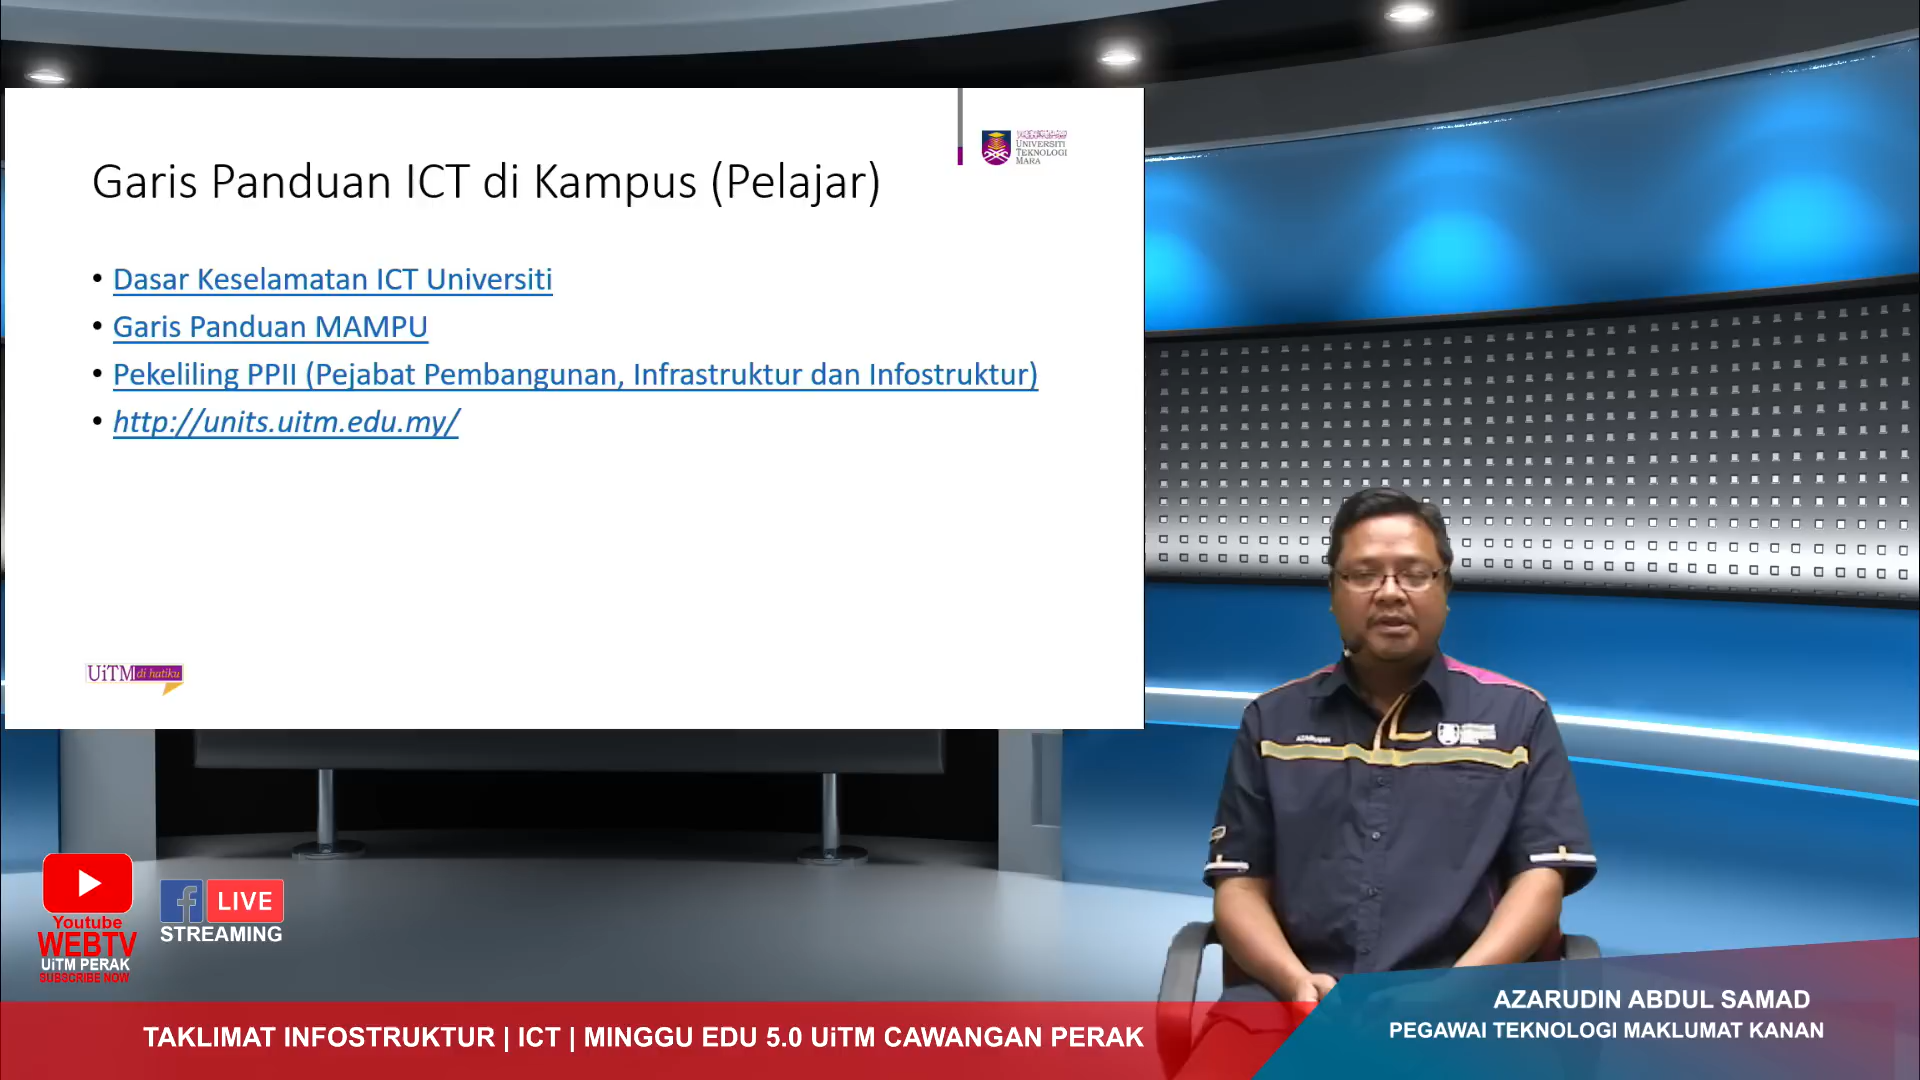 UNIVERSITI
TEKNOLOGI
MARA
Garis Panduan ICT di Kampus (Pelajar)
• Dasar Keselamatan ICT Universiti
• Garis Panduan MAMPU
• Pekeliling PPII (Pejabat Pembangunan, Infrastruktur dan Infostruktur)
• http://units.uitm.edu.my/
UiTM di hatiku
Youtube
WEBTV
UiTM PERAK
SUBSCRIBE NOW
f LIVE
STREAMING
AZARUDIN ABDUL SAMAD
PEGAWAI TEKNOLOGI MAKLUMAT KANAN
TAKLIMAT INFOSTRUKTUR | ICT | MINGGU EDU 5.0 UiTM CAWANGAN PERAK